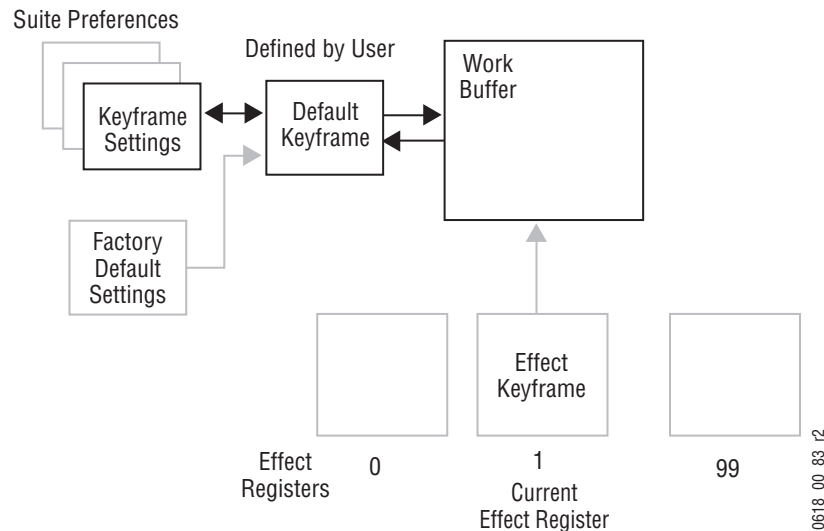 Suite Preferences
Defined by User
Work
Buffer
Keyframe
Settings
Default
Keyframe
Factory
Default
Settings
Effect
Keyframe
Effect
Registers
0
1
99
Current
Effect Register
0618_00_83_r2